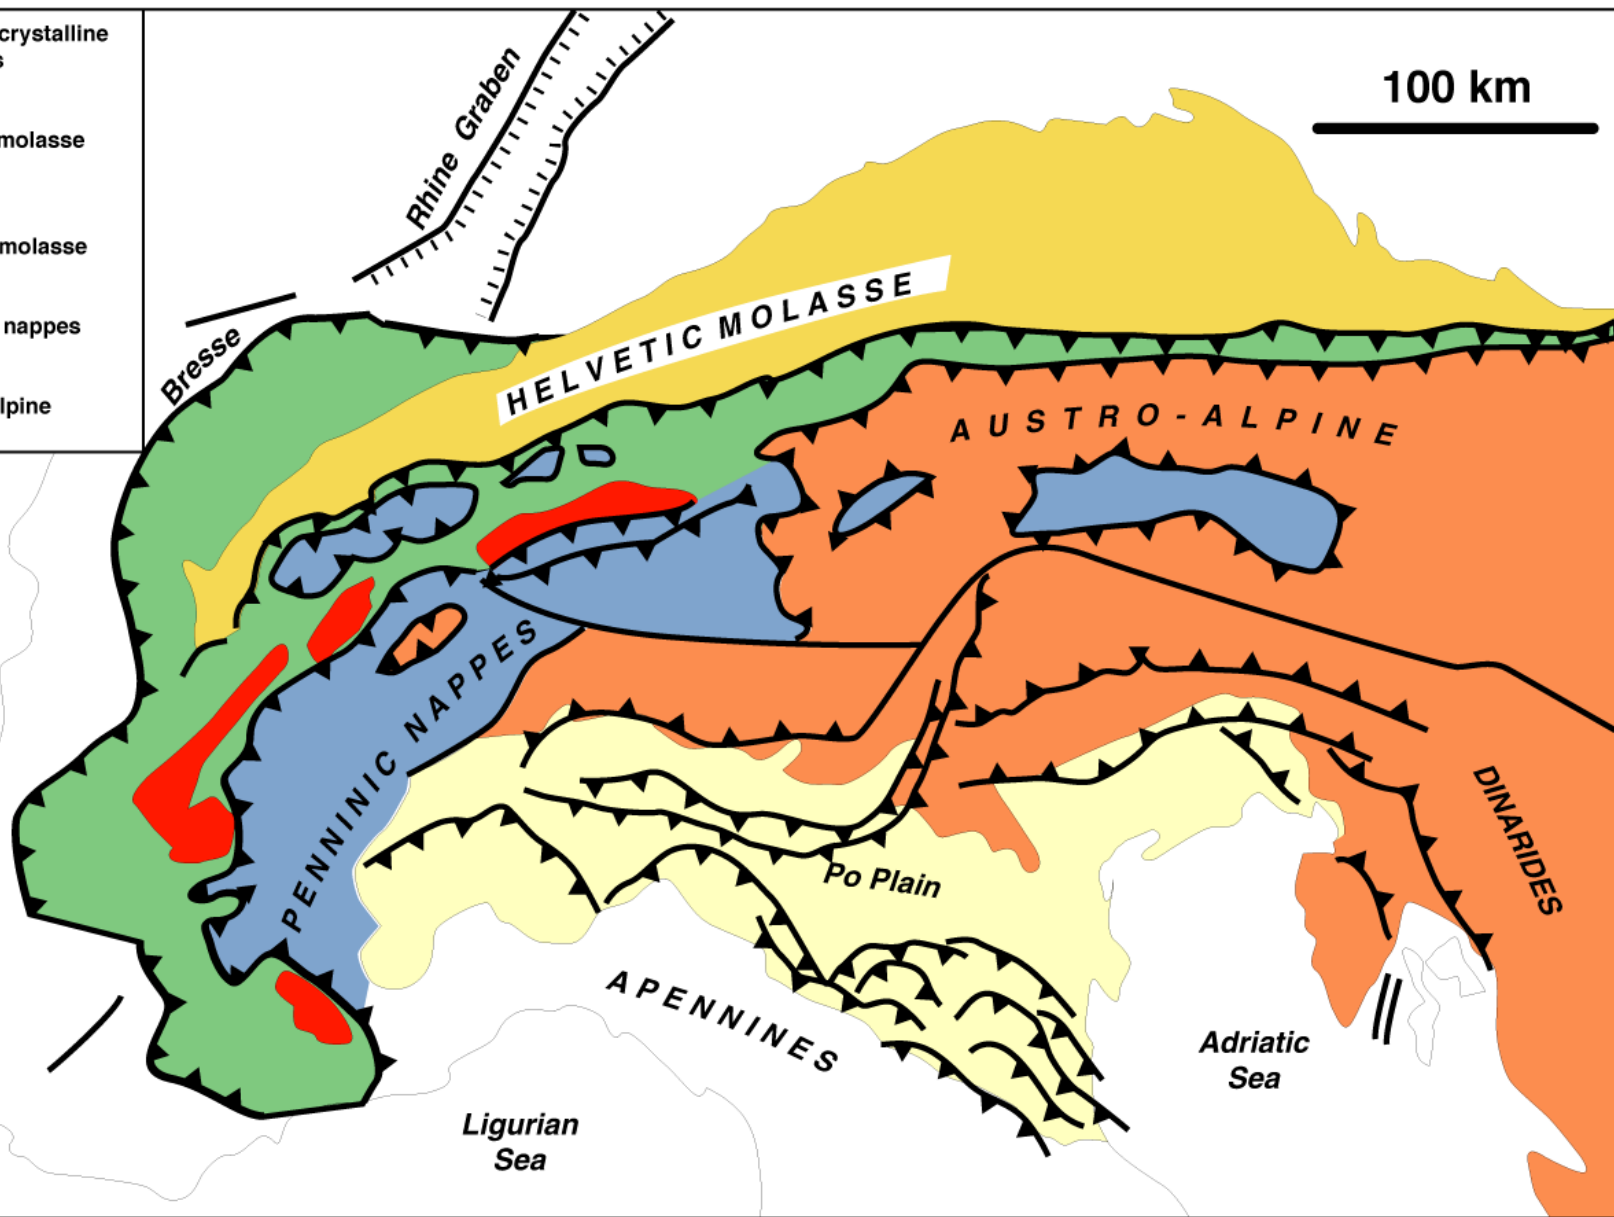 crystalline
s
molasse
molasse
nappes
lpine
Rhine Graben
100 km
Bresse
HELVETIC MOLASSE
AUSTRO-ALPINE
PENNINIC NAPPES
DINARIDES
Po Plain
APENNINES
Adriatic
Sea
Ligurian
Sea